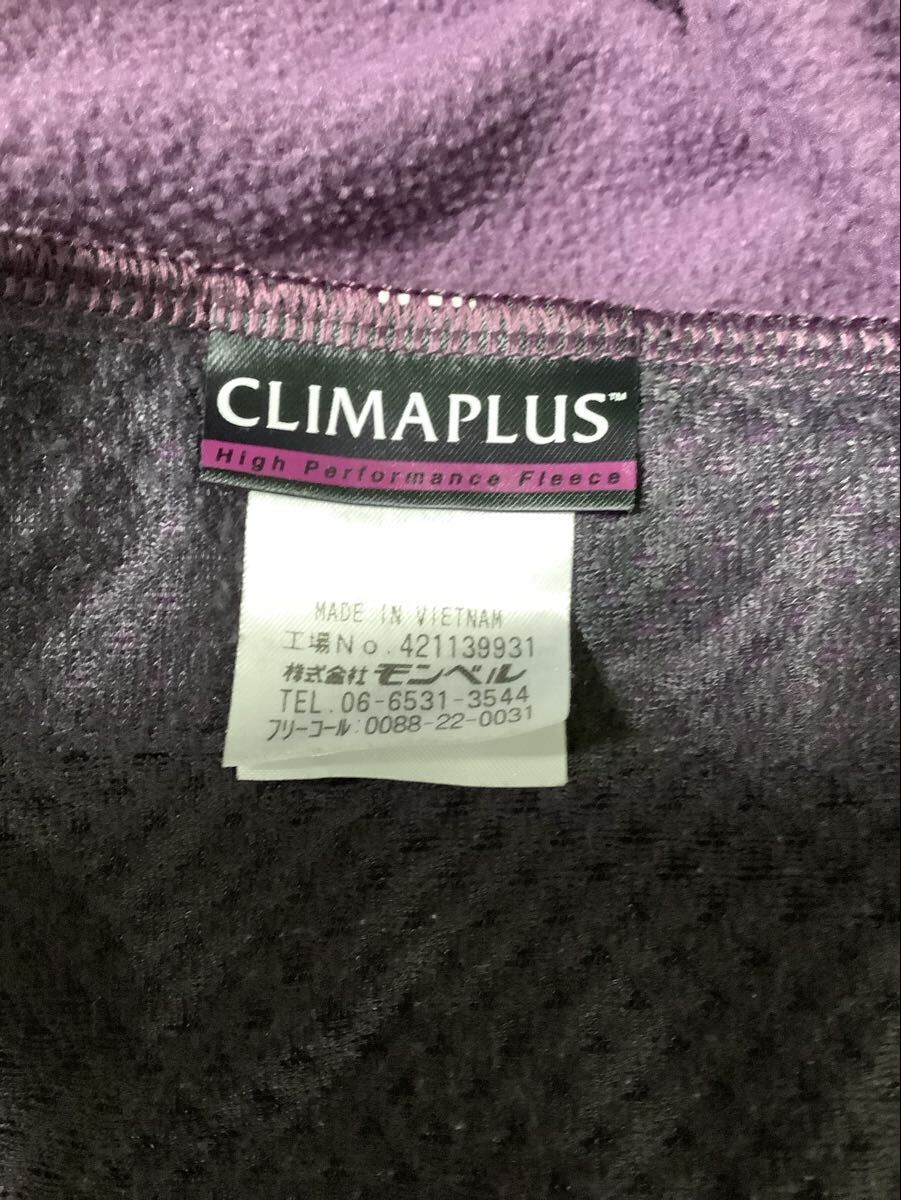 CLIMAPLUS™
High Performance Fleece
MADE IN VIETNAM
工場No.421139931
株式会社モンベル
TEL.06-6531-3544
フリーコール:0088-22-0031